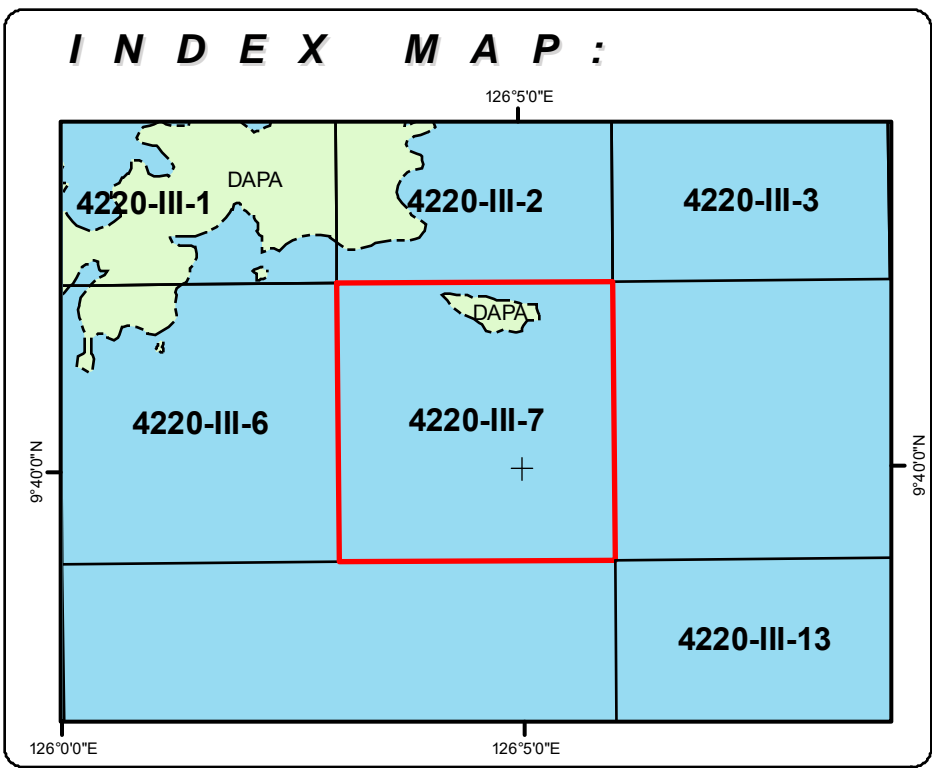 INDEX MAP:
126°5'0"E
DAPA
4220-III-1
4220-III-2
4220-III-3
DAPA
4220-III-6
4220-III-7
9°40'0"N
9°40'0"N
4220-III-13
126°0'0"E
126°5'0"E